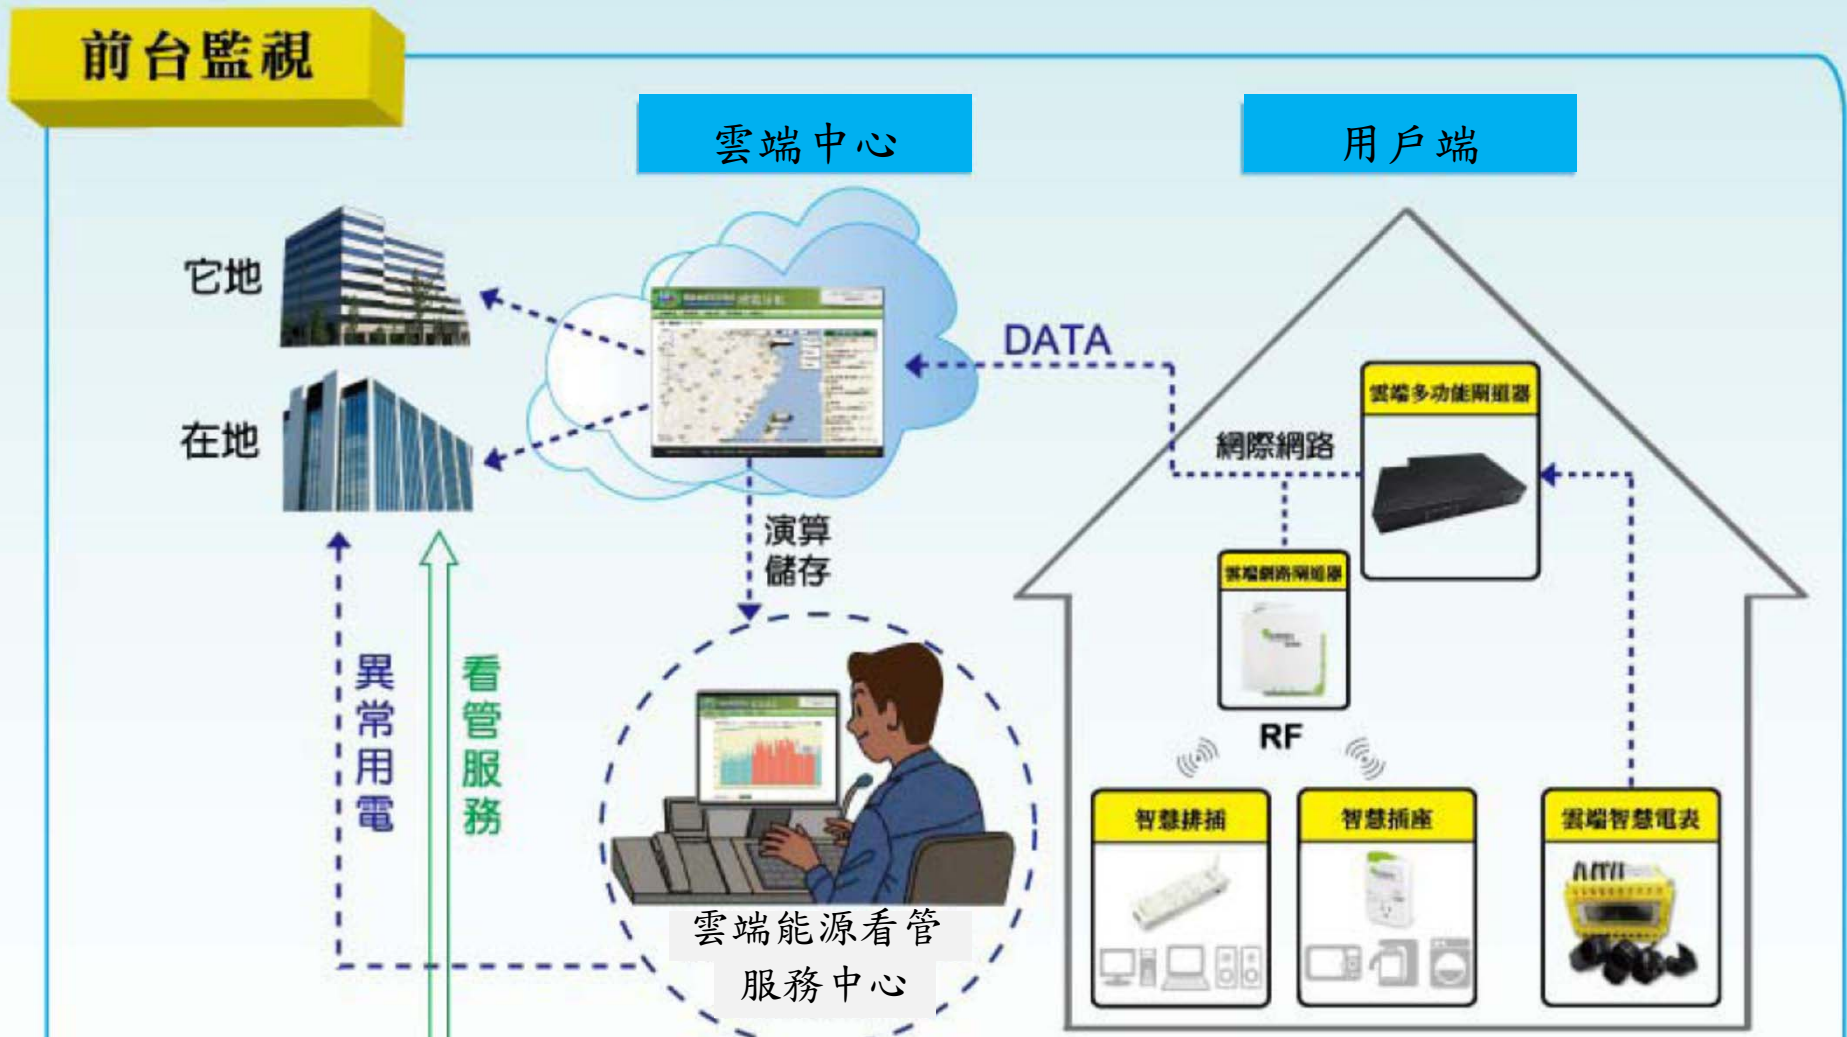 前台監視
雲端中心
用戶端
它地
在地
DATA
網際網路
雲端多功能閘道器
演算
儲存
雲端網路閘道器
RF
異常用電
看管服務
智慧排插
智慧插座
雲端智慧電表
雲端能源看管
服務中心